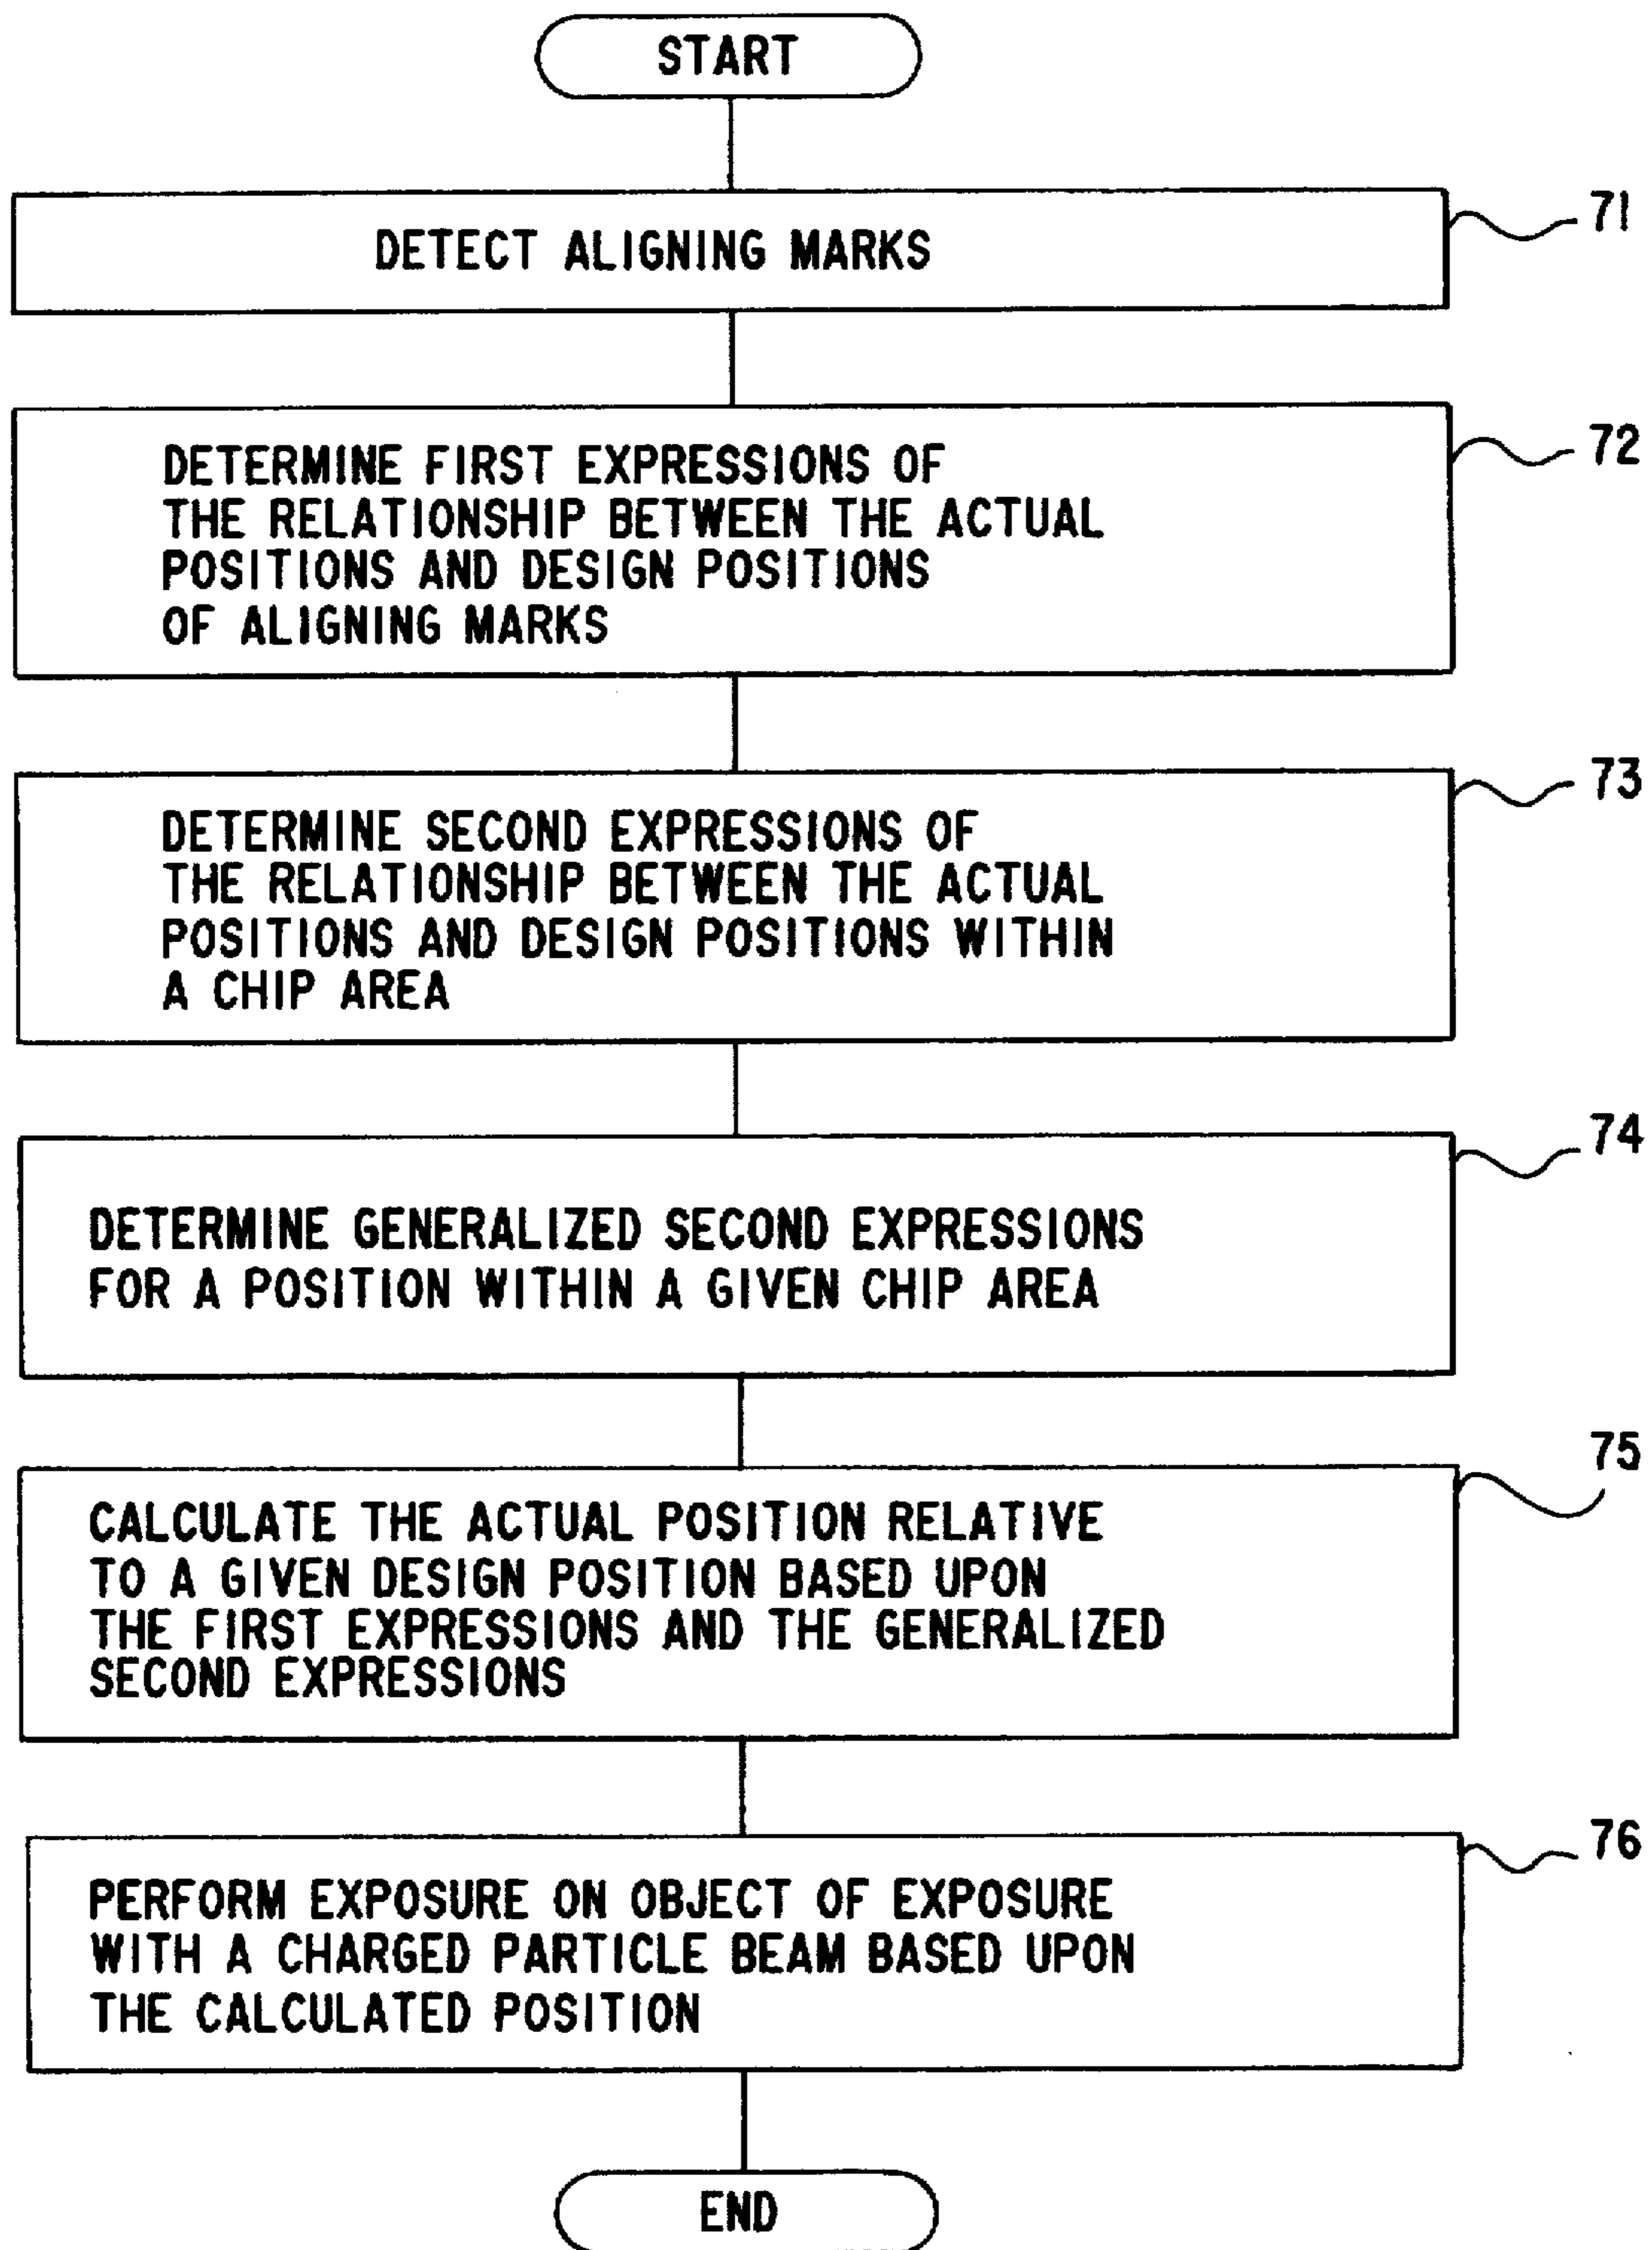 START
DETECT ALIGNING MARKS
71
DETERMINE FIRST EXPRESSIONS OF
THE RELATIONSHIP BETWEEN THE ACTUAL
POSITIONS AND DESIGN POSITIONS
OF ALIGNING MARKS
72
DETERMINE SECOND EXPRESSIONS OF
THE RELATIONSHIP BETWEEN THE ACTUAL
POSITIONS AND DESIGN POSITIONS WITHIN
A CHIP AREA
73
DETERMINE GENERALIZED SECOND EXPRESSIONS
FOR A POSITION WITHIN A GIVEN CHIP AREA
74
CALCULATE THE ACTUAL POSITION RELATIVE
TO A GIVEN DESIGN POSITION BASED UPON
THE FIRST EXPRESSIONS AND THE GENERALIZED
SECOND EXPRESSIONS
75
PERFORM EXPOSURE ON OBJECT OF EXPOSURE
WITH A CHARGED PARTICLE BEAM BASED UPON
THE CALCULATED POSITION
76
END